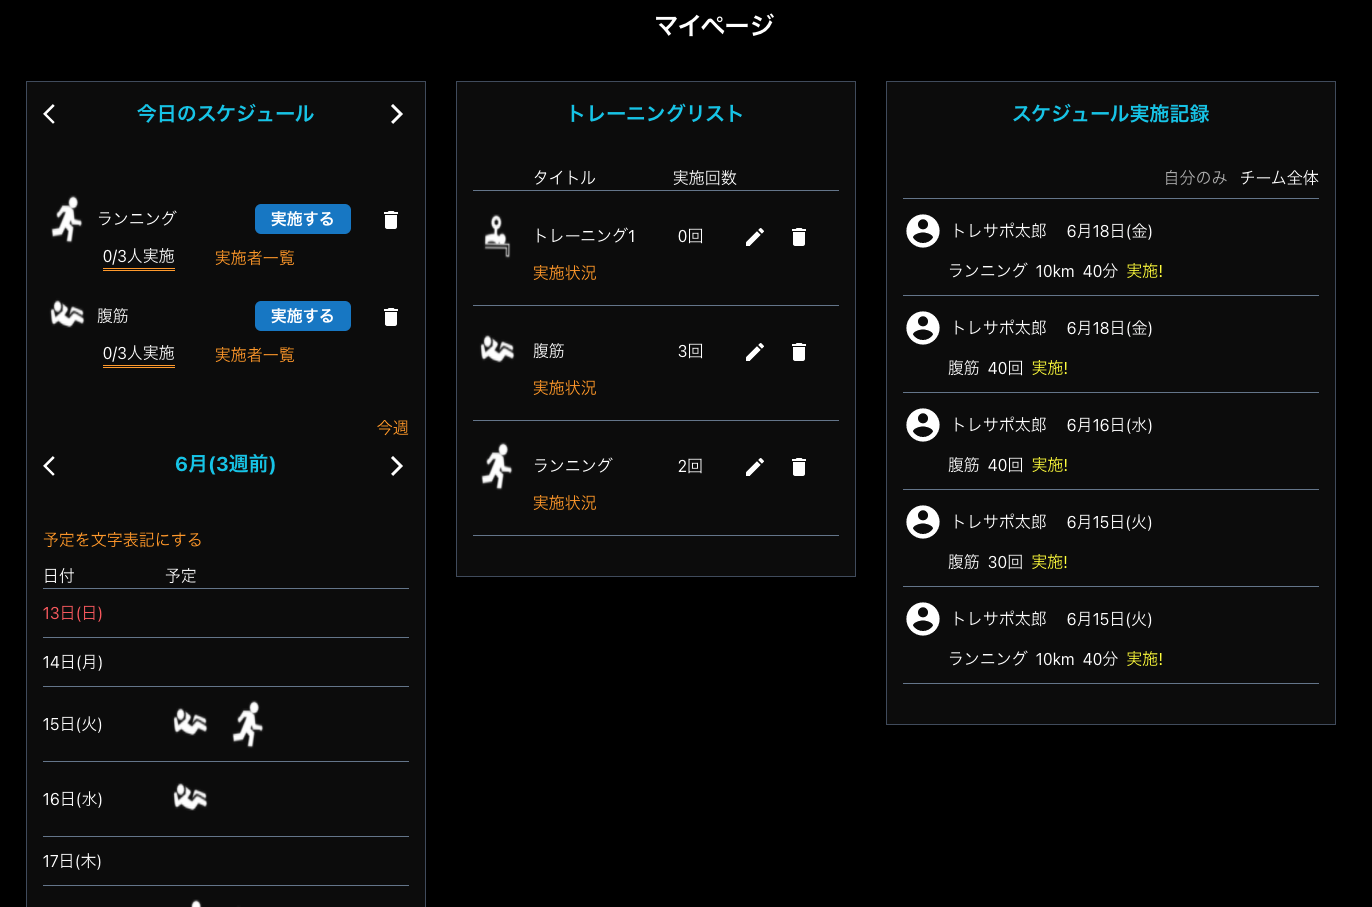 マイページ
今日のスケジュール
ランニング 実施する
0/3人実施 実施者一覧
腹筋 実施する
0/3人実施 実施者一覧
今週
6月(3週前)
予定を文字表記にする
日付 予定
13日(日)
14日(月)
15日(火)
16日(水)
17日(木)
トレーニングリスト
タイトル 実施回数
トレーニング1 0回
実施状況
腹筋 3回
実施状況
ランニング 2回
実施状況
スケジュール実施記録
自分のみ チーム全体
トレサポ太郎 6月18日(金)
ランニング 10km 40分 実施!
トレサポ太郎 6月18日(金)
腹筋 40回 実施!
トレサポ太郎 6月16日(水)
腹筋 40回 実施!
トレサポ太郎 6月15日(火)
腹筋 30回 実施!
トレサポ太郎 6月15日(火)
ランニング 10km 40分 実施!